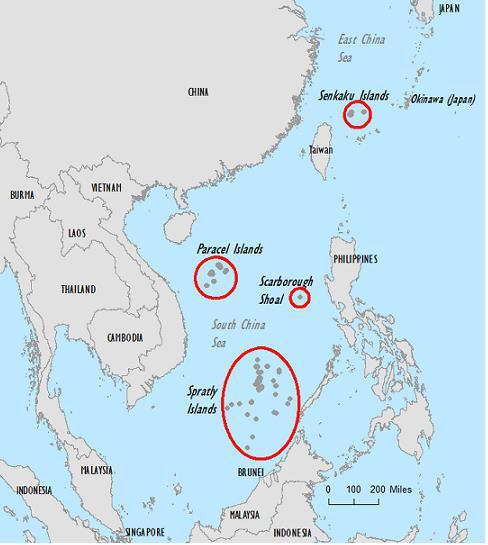 JAPAN
East China
Sea
CHINA
Senkaku Islands
Okinawa (Japan)
Taiwan
BURMA
VIETNAM
LAOS
Paracel Islands
PHILIPPINES
THAILAND
Scarborough
Shoal
South China
Sea
CAMBODIA
Spratly
Islands
BRUNEI
MALAYSIA
INDONESIA
0 100 200 Miles
MALAYSIA
SINGAPORE
INDONESIA